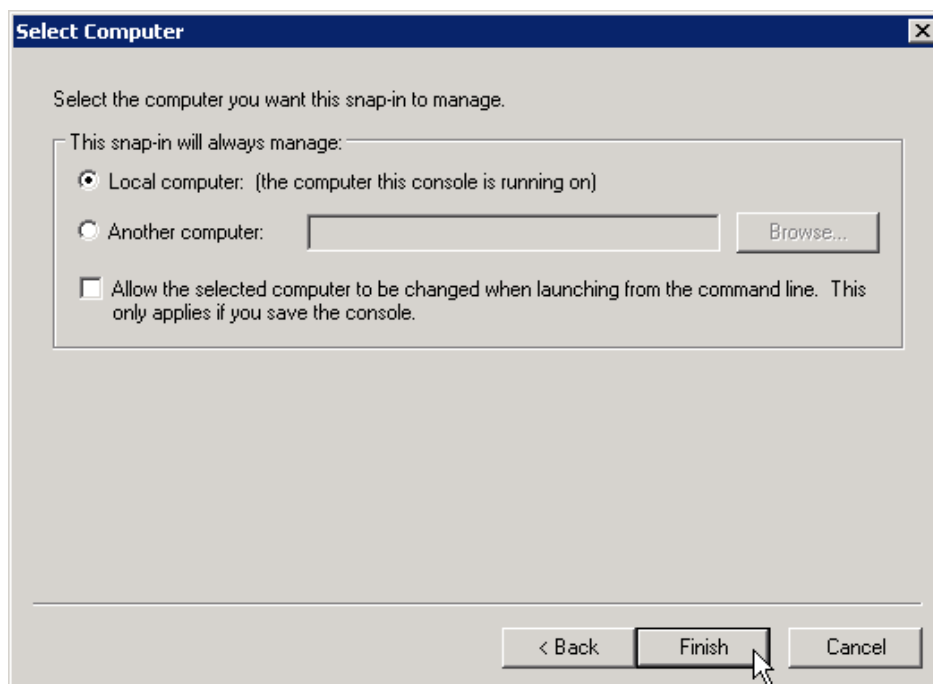 Select Computer
Select the computer you want this snap-in to manage.
This snap-in will always manage:
Local computer: (the computer this console is running on)
Another computer:
Browse...
Allow the selected computer to be changed when launching from the command line. This
only applies if you save the console.
< Back
Finish
Cancel